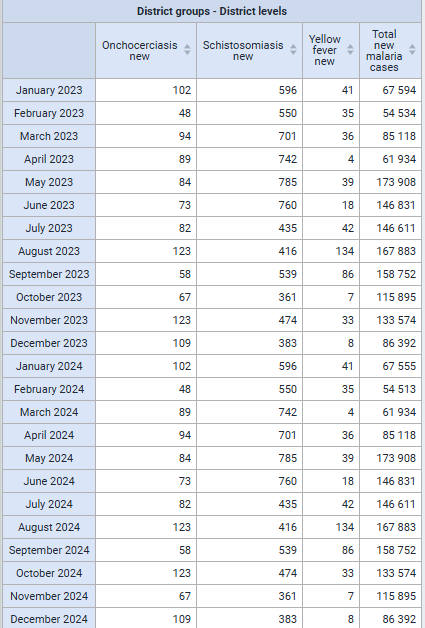 District groups - District levels
Onchocerciasis new Schistosomiasis new Yellow fever new Total new malaria cases
January 2023 102 596 41 67 594
February 2023 48 550 35 54 534
March 2023 94 701 36 85 118
April 2023 89 742 4 61 934
May 2023 84 785 39 173 908
June 2023 73 760 18 146 831
July 2023 82 435 42 146 611
August 2023 123 416 134 167 883
September 2023 58 539 86 158 752
October 2023 67 361 7 115 895
November 2023 123 474 33 133 574
December 2023 109 383 8 86 392
January 2024 102 596 41 67 555
February 2024 48 550 35 54 513
March 2024 89 742 4 61 934
April 2024 94 701 36 85 118
May 2024 84 785 39 173 908
June 2024 73 760 18 146 831
July 2024 82 435 42 146 611
August 2024 123 416 134 167 883
September 2024 58 539 86 158 752
October 2024 123 474 33 133 574
November 2024 67 361 7 115 895
December 2024 109 383 8 86 392